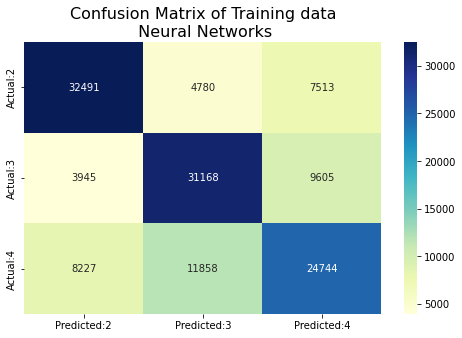 Confusion Matrix of Training data
Neural Networks
Actual:2
32491
4780
7513
Actual:3
3945
31168
9605
Actual:4
8227
11858
24744
Predicted:2
Predicted:3
Predicted:4
30000
25000
20000
15000
10000
5000